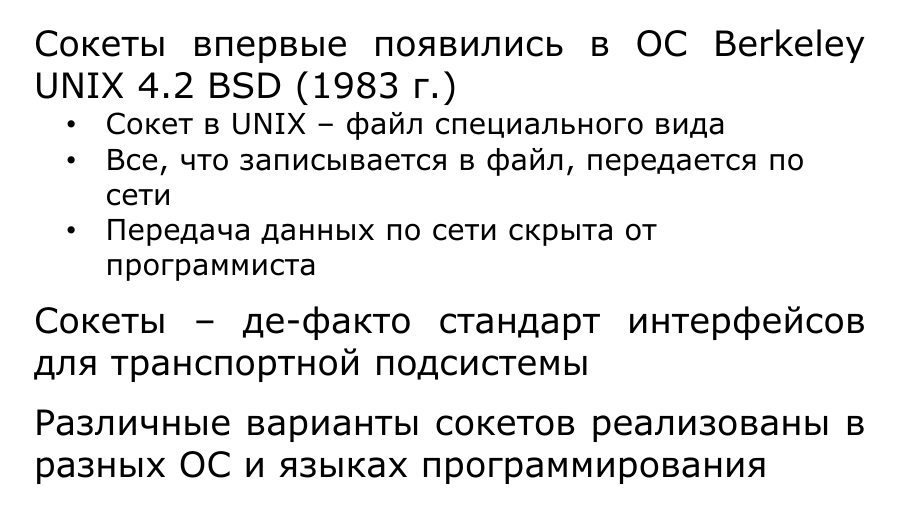 Сокеты впервые появились в ОС Berkeley
UNIX 4.2 BSD (1983 г.)
• Сокет в UNIX – файл специального вида
• Все, что записывается в файл, передается по
сети
• Передача данных по сети скрыта от
программиста
Сокеты – де-факто стандарт интерфейсов
для транспортной подсистемы
Различные варианты сокетов реализованы в
разных ОС и языках программирования